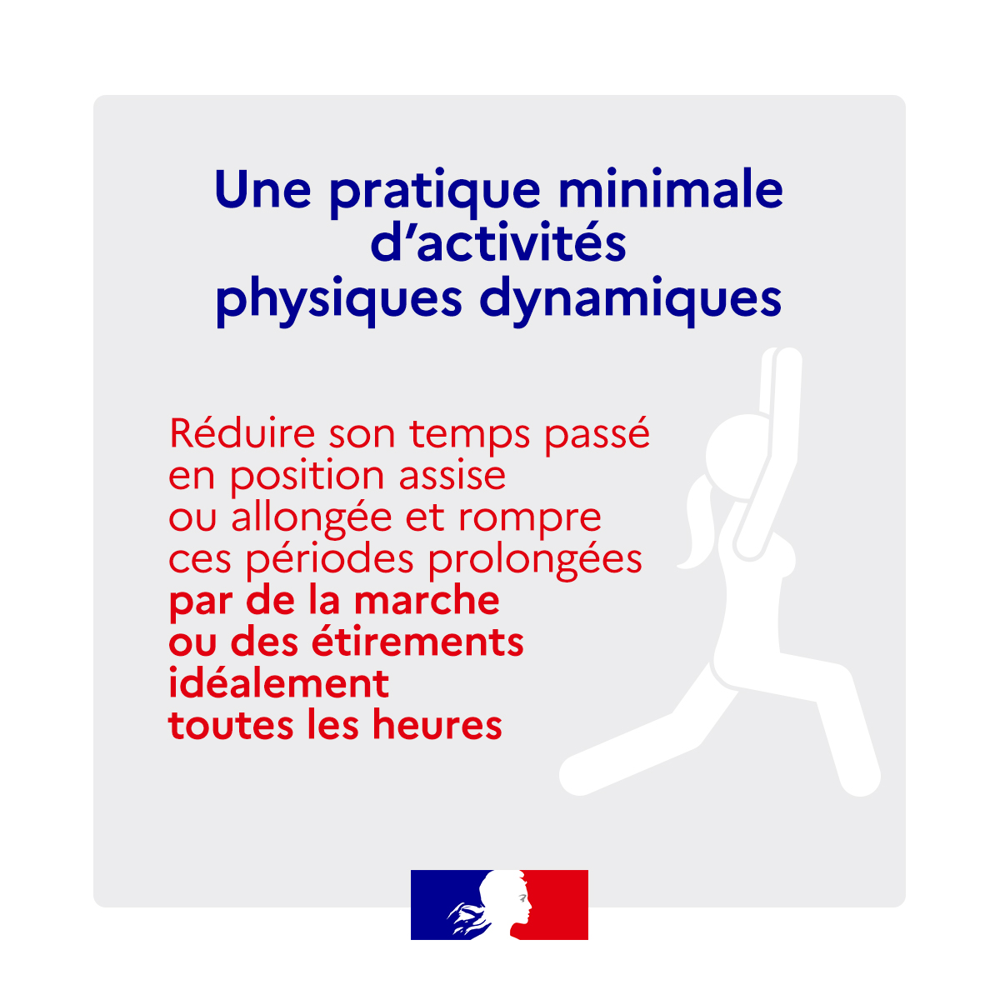 Une pratique minimale
d’activités
physiques dynamiques
Réduire son temps passé
en position assise
ou allongée et rompre
ces périodes prolongées
par de la marche
ou des étirements
idéalement
toutes les heures